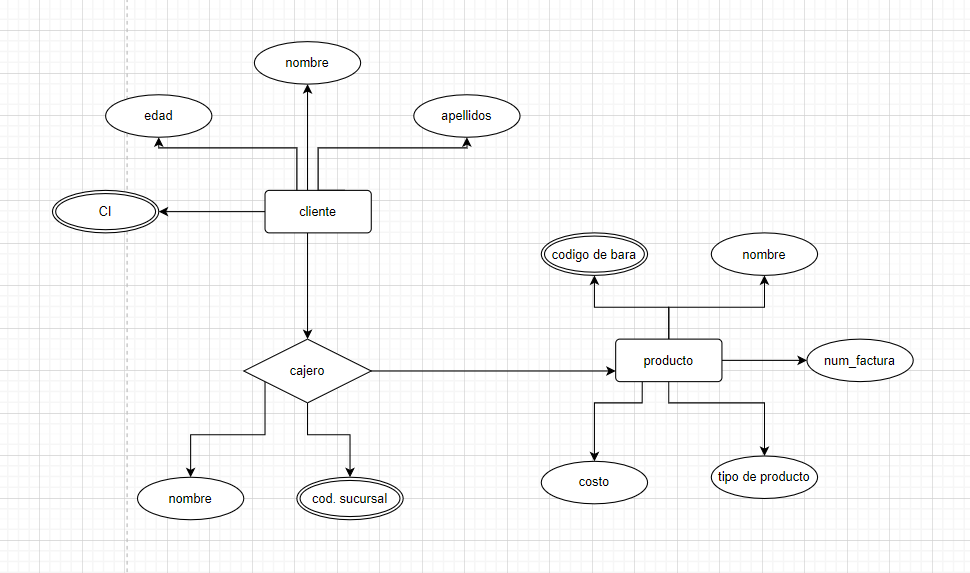 nombre
edad
apellidos
CI
cliente
codigo de bara
nombre
cajero
producto
num_factura
nombre
cod. sucursal
costo
tipo de producto